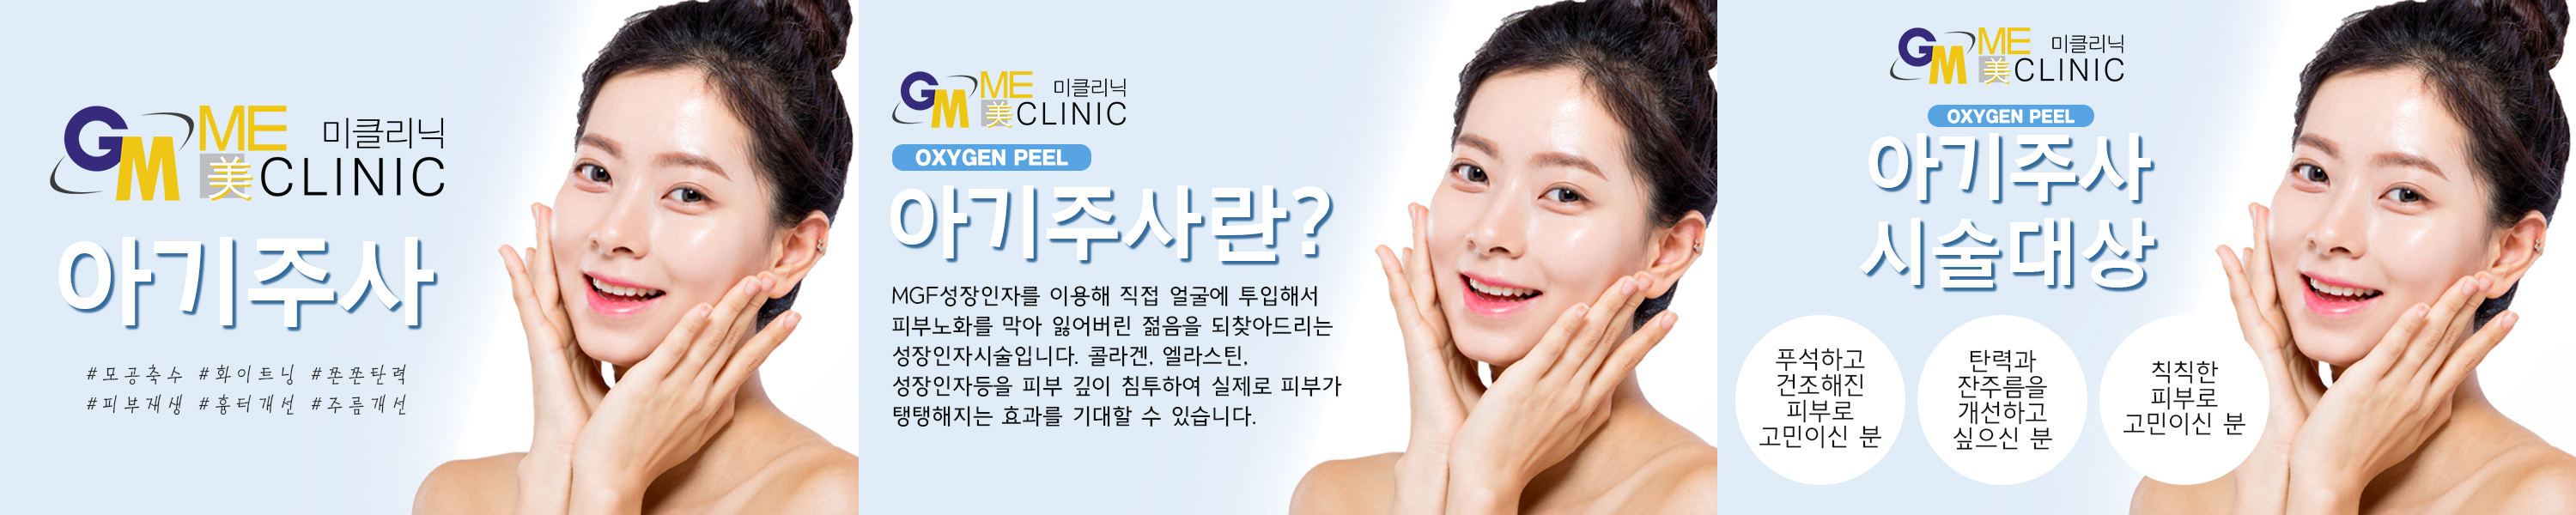 GM ME 미클리닉
美 CLINIC
아기주사
#모공축수 #화이트닝 #쫀쫀탄력
#피부재생 #흉터개선 #주름개선
GM ME 미클리닉
美 CLINIC
OXYGEN PEEL
아기주사란?
MGF성장인자를 이용해 직접 얼굴에 투입해서
피부노화를 막아 잃어버린 젊음을 되찾아드리는
성장인자시술입니다. 콜라겐, 엘라스틴,
성장인자등을 피부 깊이 침투하여 실제로 피부가
탱탱해지는 효과를 기대할 수 있습니다.
GM ME 미클리닉
美 CLINIC
OXYGEN PEEL
아기주사
시술대상
푸석하고
건조해진
피부로
고민이신 분
탄력과
잔주름을
개선하고
싶으신 분
칙칙한
피부로
고민이신 분